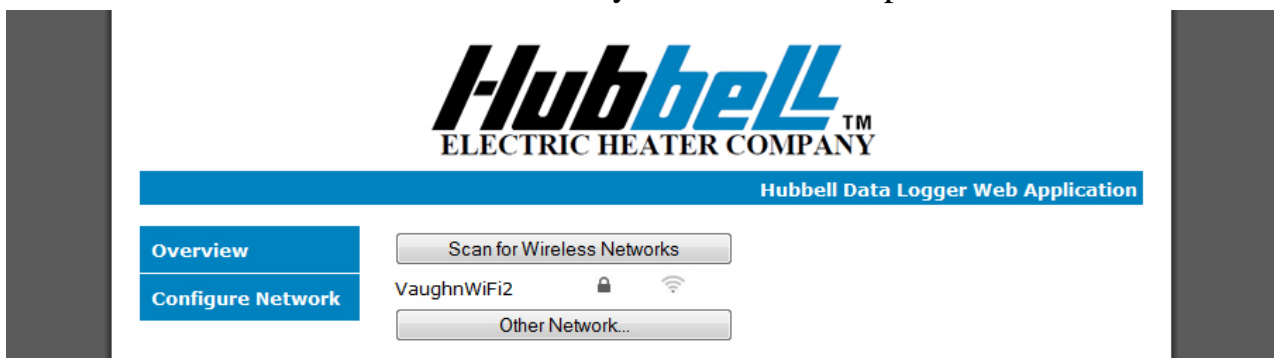 Hubbell TM
ELECTRIC HEATER COMPANY
Hubbell Data Logger Web Application
Overview
Scan for Wireless Networks
Configure Network
VaughnWiFi2
Other Network...